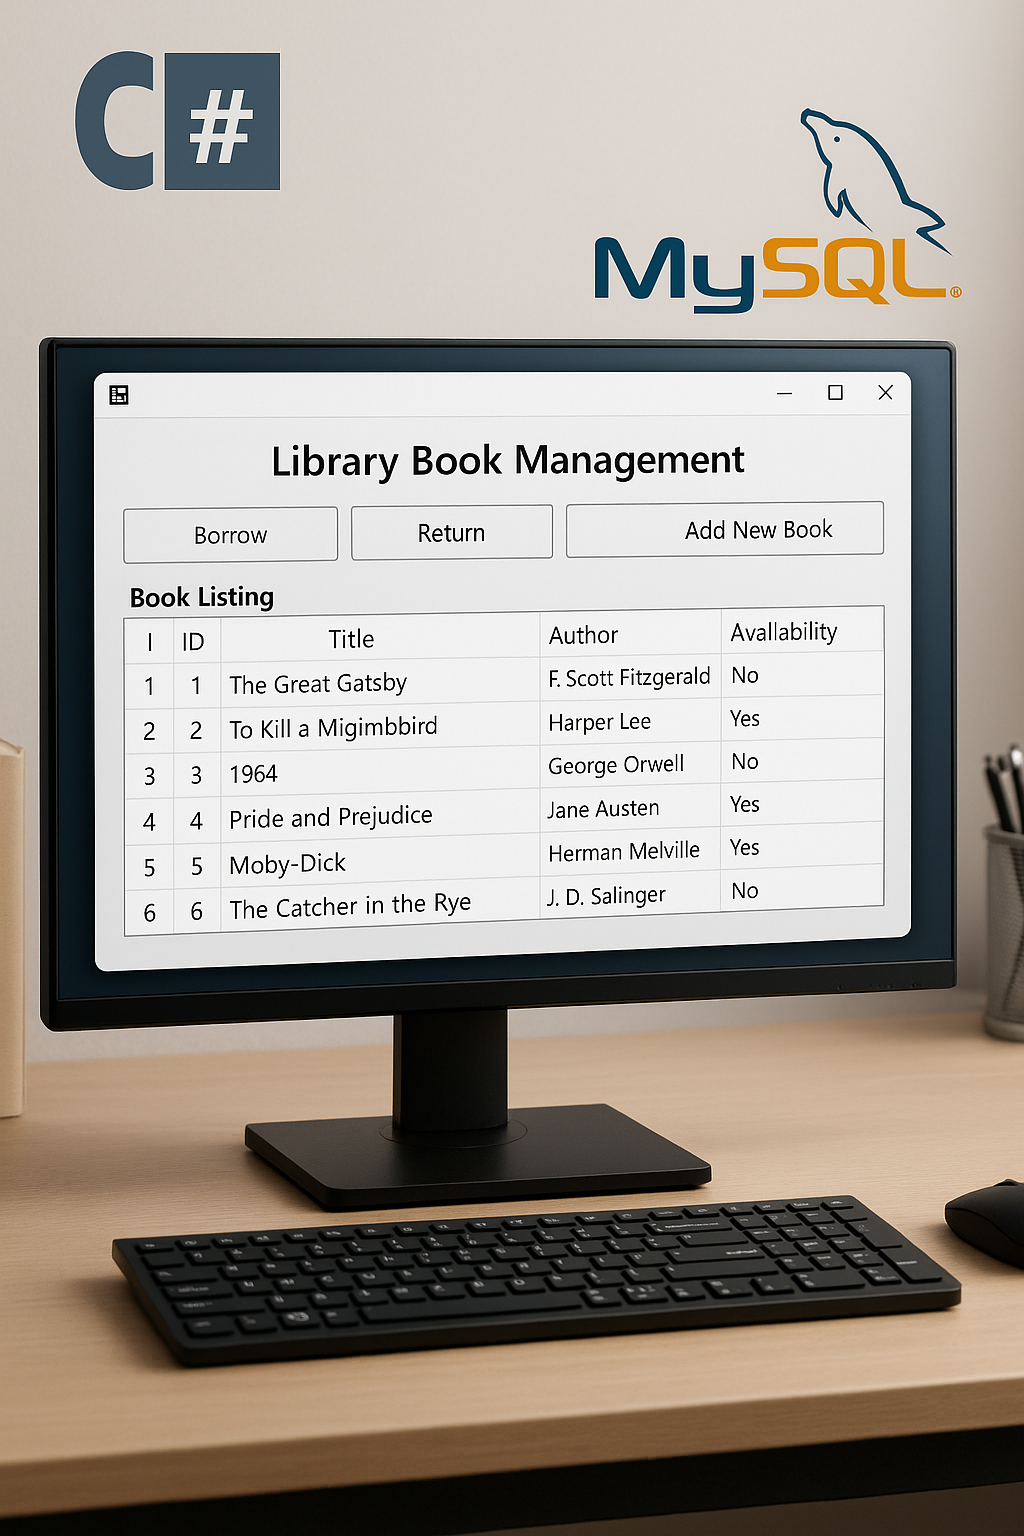 C#
MySQL®
Library Book Management
Borrow Return Add New Book
Book Listing
I ID Title Author Avallability
1 1 The Great Gatsby F. Scott Fitzgerald No
2 2 To Kill a Migimbbird Harper Lee Yes
3 3 1964 George Orwell No
4 4 Pride and Prejudice Jane Austen Yes
5 5 Moby-Dick Herman Melville Yes
6 6 The Catcher in the Rye J. D. Salinger No